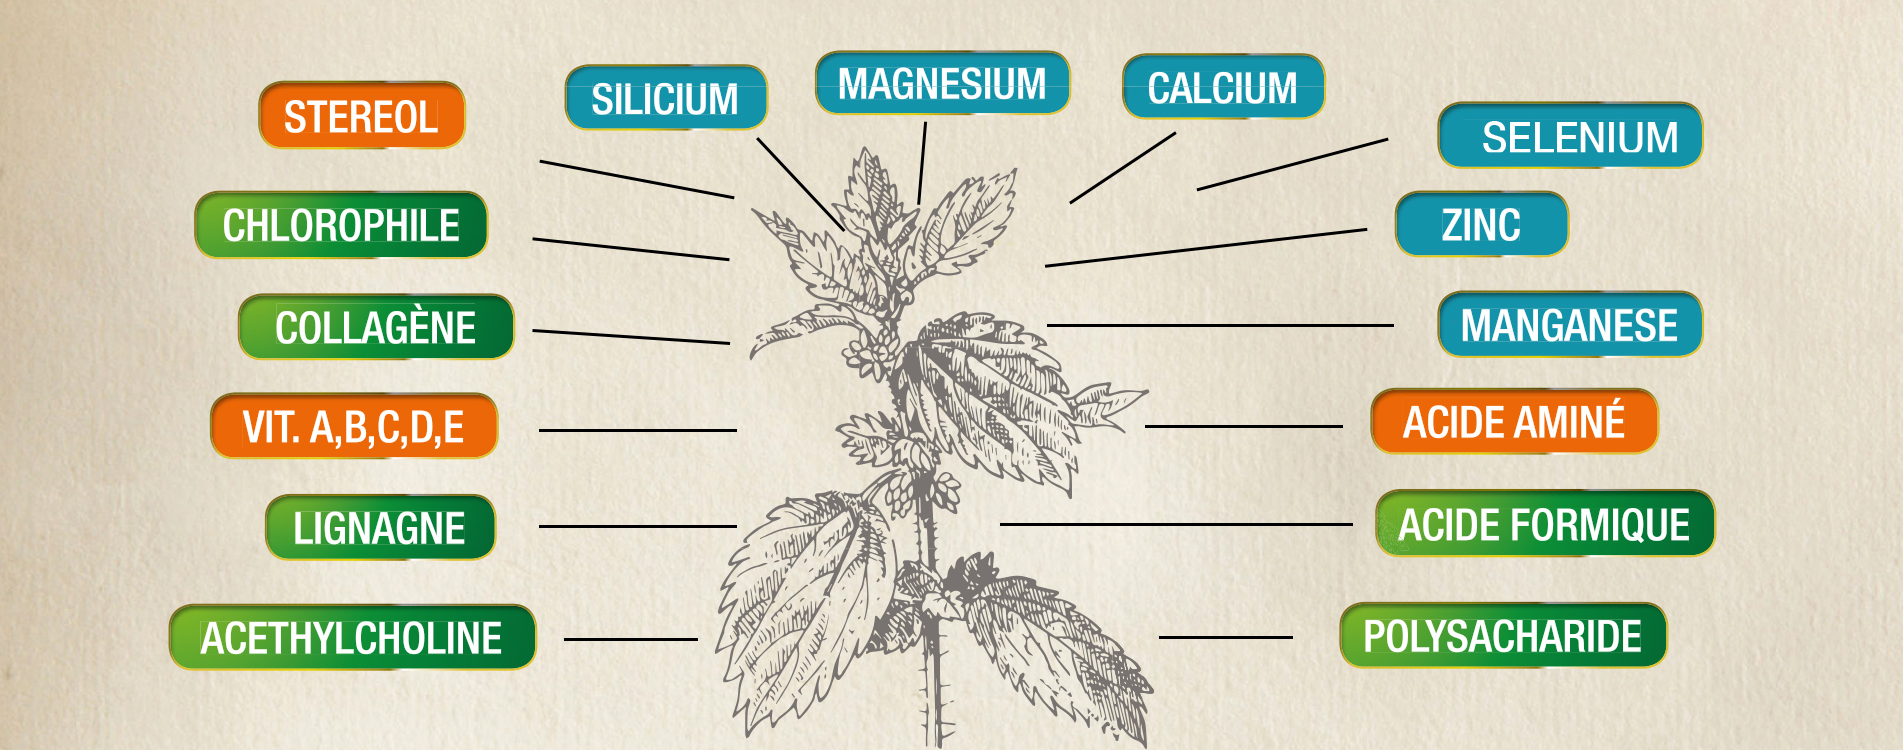 STEREOL
SILICIUM
MAGNESIUM
CALCIUM
SELENIUM
CHLOROPHILE
ZINC
COLLAGÈNE
MANGANESE
VIT. A,B,C,D,E
ACIDE AMINÉ
LIGNAGNE
ACIDE FORMIQUE
ACETHYLCHOLINE
POLYSACHARIDE